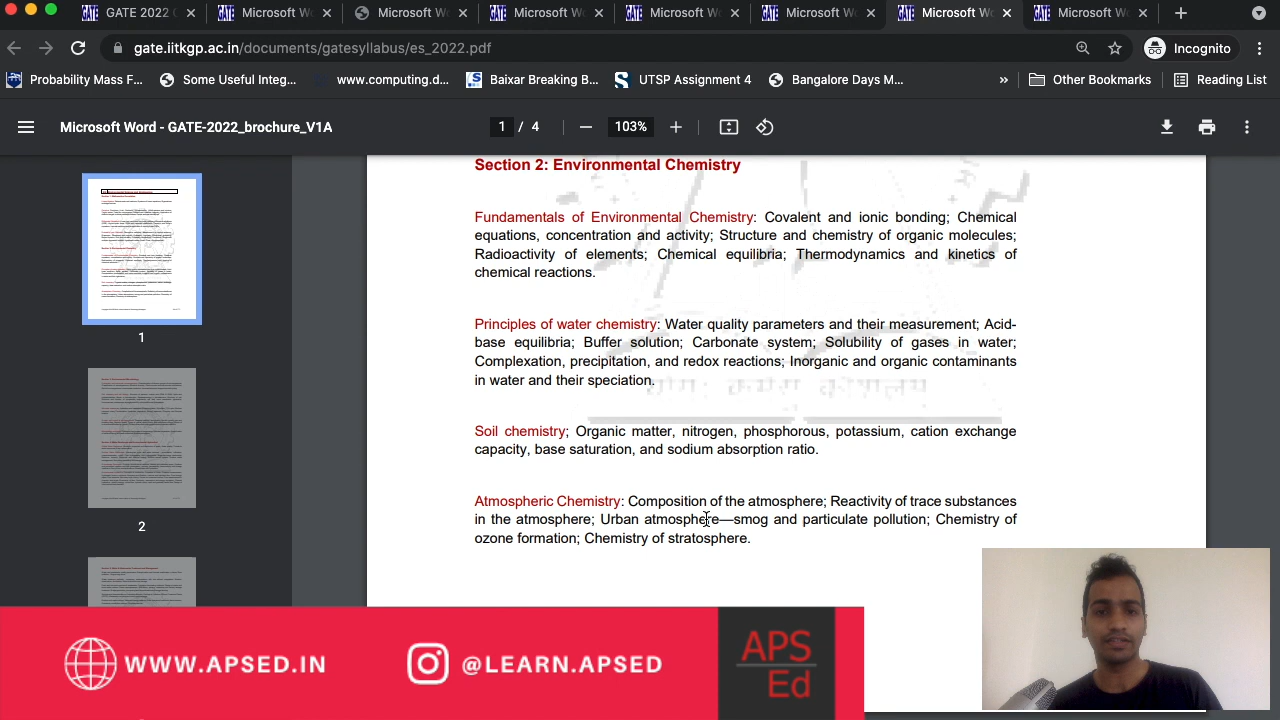 GATE 2022
Microsoft W
Microsoft W
Microsoft W
Microsoft W
Microsoft W
Microsoft W
Microsoft W
gate.iitkgp.ac.in/documents/gatesyllabus/es_2022.pdf
Incognito
Probability Mass F...
Some Useful Integ...
www.computing.d...
Baixar Breaking B...
UTSP Assignment 4
Bangalore Days M...
»
Other Bookmarks
Reading List
Microsoft Word - GATE-2022_brochure_V1A
1 / 4
103%
Section 2: Environmental Chemistry
Fundamentals of Environmental Chemistry: Covalent and ionic bonding; Chemical
equations, concentration and activity; Structure and chemistry of organic molecules;
Radioactivity of elements; Chemical equilibria; Thermodynamics and kinetics of
chemical reactions.
Principles of water chemistry: Water quality parameters and their measurement; Acid-
base equilibria; Buffer solution; Carbonate system; Solubility of gases in water;
Complexation, precipitation, and redox reactions; Inorganic and organic contaminants
in water and their speciation.
Soil chemistry: Organic matter, nitrogen, phosphorous, potassium, cation exchange
capacity, base saturation, and sodium absorption ratio.
Atmospheric Chemistry: Composition of the atmosphere; Reactivity of trace substances
in the atmosphere; Urban atmosphere—smog and particulate pollution; Chemistry of
ozone formation; Chemistry of stratosphere.
1
2
WWW.APSED.IN
@LEARN.APSED
APS
Ed